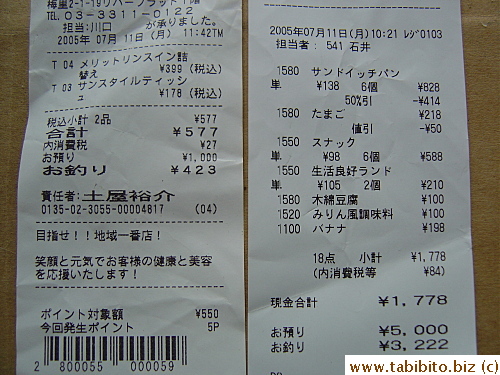 梅里2-1-19リバーフラット1階
TEL.03-3311-0122
担当:川口 が承りました。
2005年 07月 11日(月) 11:42TM
T 04 メリットリンスイン詰
替え ¥399 (税込)
T 03 サンスタイルティッシ
ュ ¥178 (税込)
税込小計 2品 ¥577
合計 ¥577
内消費税 ¥27
お預り ¥1,000
お釣り ¥423
責任者:土屋裕介
0135-02-3055-00004817 (04)
目指せ!!地域一番店!
笑顔と元気でお客様の健康と美容
を応援いたします!
ポイント対象額 ¥550
今回発生ポイント 5P
2 800055 000059
2005年07月11日(月)10:21 レジ0103
担当者: 541 石井
1580 サンドイッチパン
単 ¥138 6個 ¥828
50%引 -¥414
1580 たまご ¥218
値引 -¥50
1550 スナック
単 ¥98 6個 ¥588
1550 生活良好ランド
単 ¥105 2個 ¥210
1580 木綿豆腐 ¥100
1520 みりん風調味料 ¥100
1100 バナナ ¥198
18点 小計 ¥1,778
(内消費税等 ¥84)
現金合計 ¥1,778
お預り ¥5,000
お釣り ¥3,222
www.tabibito.biz (c)